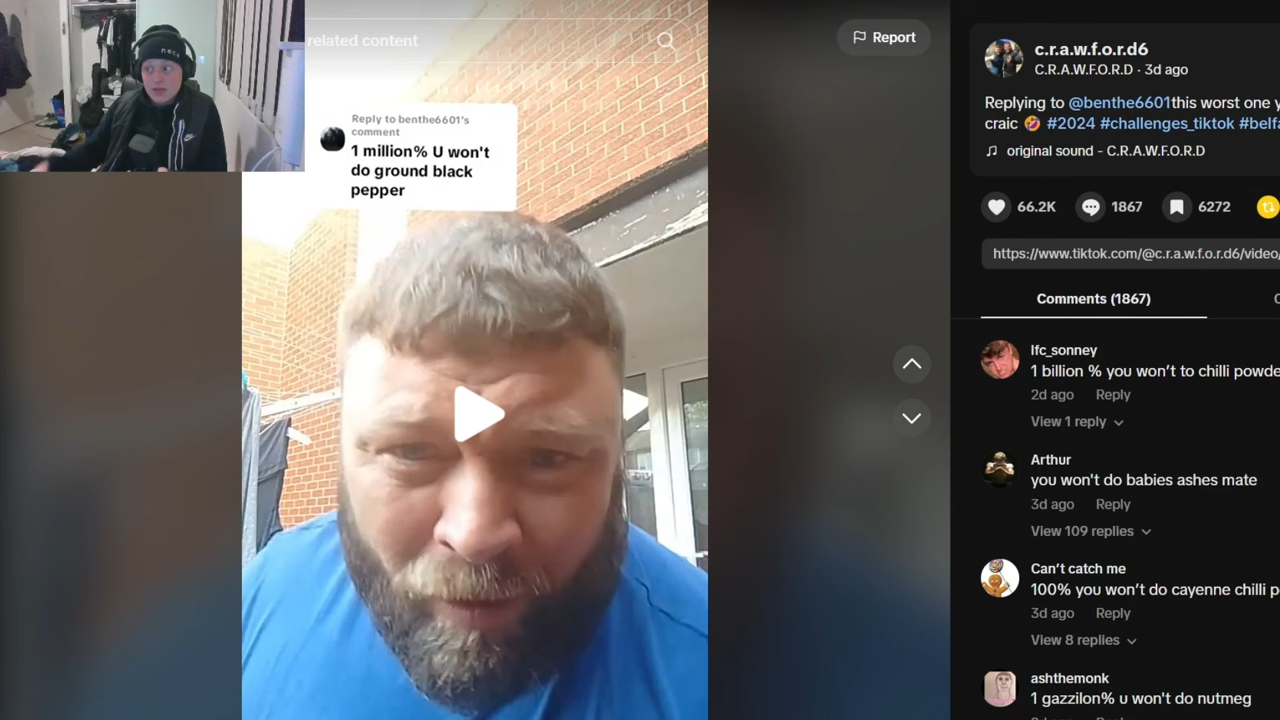 neck
related content
Report
Reply to benthe6601's
comment
1 million% U won't
do ground black
pepper
c.r.a.w.f.o.r.d6
C.R.A.W.F.O.R.D · 3d ago
Replying to @benthe6601this worst one y
craic 🤣 #2024 #challenges_tiktok #belfa
♫ original sound - C.R.A.W.F.O.R.D
66.2K 1867 6272
https://www.tiktok.com/@c.r.a.w.f.o.r.d6/video/
Comments (1867)
lfc_sonney
1 billion % you won't to chilli powde
2d ago Reply
View 1 reply
Arthur
you won't do babies ashes mate
3d ago Reply
View 109 replies
Can't catch me
100% you won't do cayenne chilli p
3d ago Reply
View 8 replies
ashthemonk
1 gazzilon% u won't do nutmeg